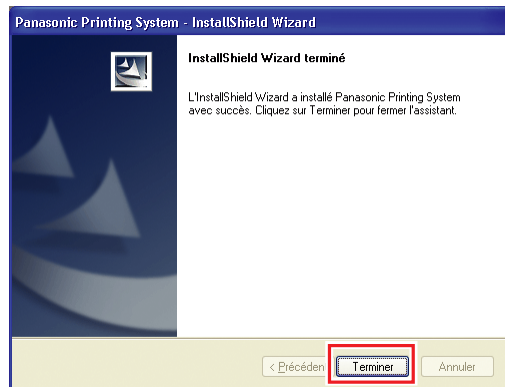 Panasonic Printing System - InstallShield Wizard
InstallShield Wizard terminé
L'InstallShield Wizard a installé Panasonic Printing System
avec succès. Cliquez sur Terminer pour fermer l'assistant.
< Précéden Terminer Annuler